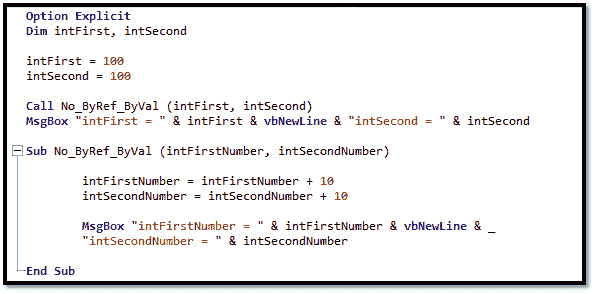 Option Explicit
Dim intFirst, intSecond
intFirst = 100
intSecond = 100
Call No_ByRef_ByVal (intFirst, intSecond)
MsgBox "intFirst = " & intFirst & vbNewLine & "intSecond = " & intSecond
Sub No_ByRef_ByVal (intFirstNumber, intSecondNumber)
intFirstNumber = intFirstNumber + 10
intSecondNumber = intSecondNumber + 10
MsgBox "intFirstNumber = " & intFirstNumber & vbNewLine & _
"intSecondNumber = " & intSecondNumber
End Sub